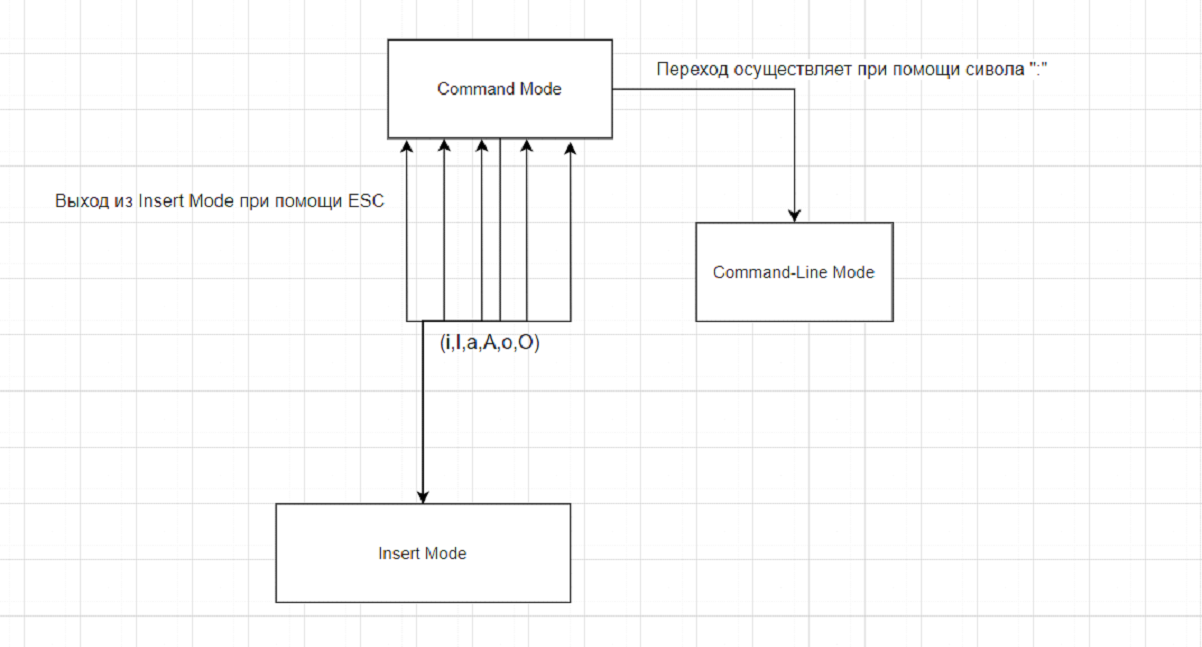 Command Mode
Переход осуществляет при помощи сивола ":"
Выход из Insert Mode при помощи ESC
Command-Line Mode
(i,I,a,A,o,O)
Insert Mode